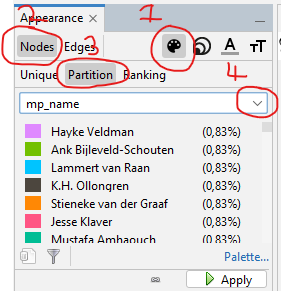 Appearance ×
2
1
Nodes Edges
3
A
T T
4
Unique Partition Ranking
mp_name
Hayke Veldman (0,83%)
Ank Bijleveld-Schouten (0,83%)
Lammert van Raan (0,83%)
K.H. Ollongren (0,83%)
Stieneke van der Graaf (0,83%)
Jesse Klaver (0,83%)
Mustafa Amhaouch (0,83%)
Palette...
Apply